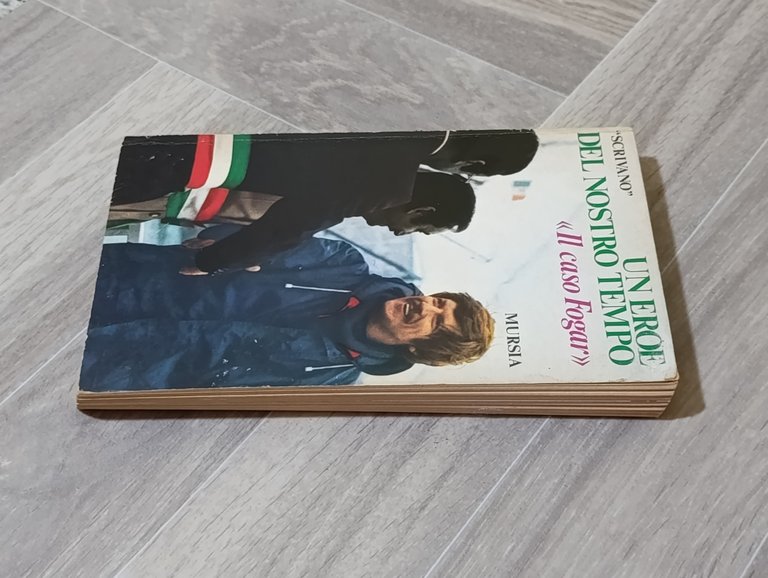 "SCRIVANO"
UN EROE
DEL NOSTRO TEMPO
«Il caso Fogar»
MURSIA